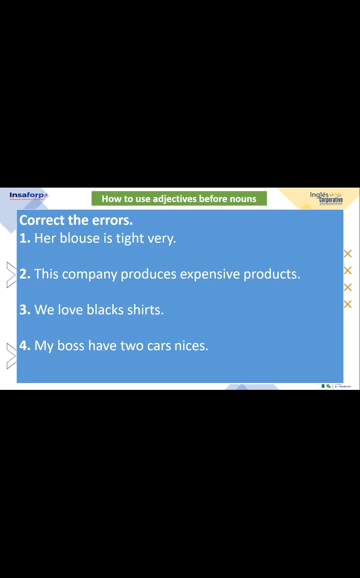 Insaforp
How to use adjectives before nouns
Inglés
Corporativo
Correct the errors.
1. Her blouse is tight very.
2. This company produces expensive products.
3. We love blacks shirts.
4. My boss have two cars nices.